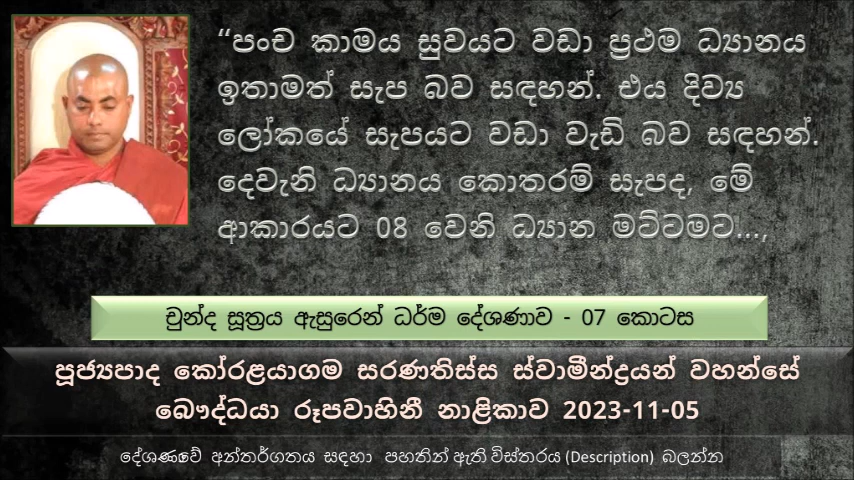 “පංච කාමය සුවයට වඩා ප්‍රථම ධ්‍යානය
ඉතාමත් සැප බව සඳහන්. එය දිව්‍ය
ලෝකයේ සැපයට වඩා වැඩි බව සඳහන්.
දෙවැනි ධ්‍යානය කොතරම් සැපද, මේ
ආකාරයට 08 වෙනි ධ්‍යාන මට්ටමට...,
චුන්ද සූත්‍රය ඇසුරෙන් ධර්ම දේශණාව - 07 කොටස
පූජ්‍යපාද කෝරළයාගම සරණතිස්ස ස්වාමීන්ද්‍රයන් වහන්සේ
බෞද්ධයා රූපවාහිනී නාළිකාව 2023-11-05
දේශණාවේ අන්තර්ගතය සඳහා පහතින් ඇති විස්තරය (Description) බලන්න